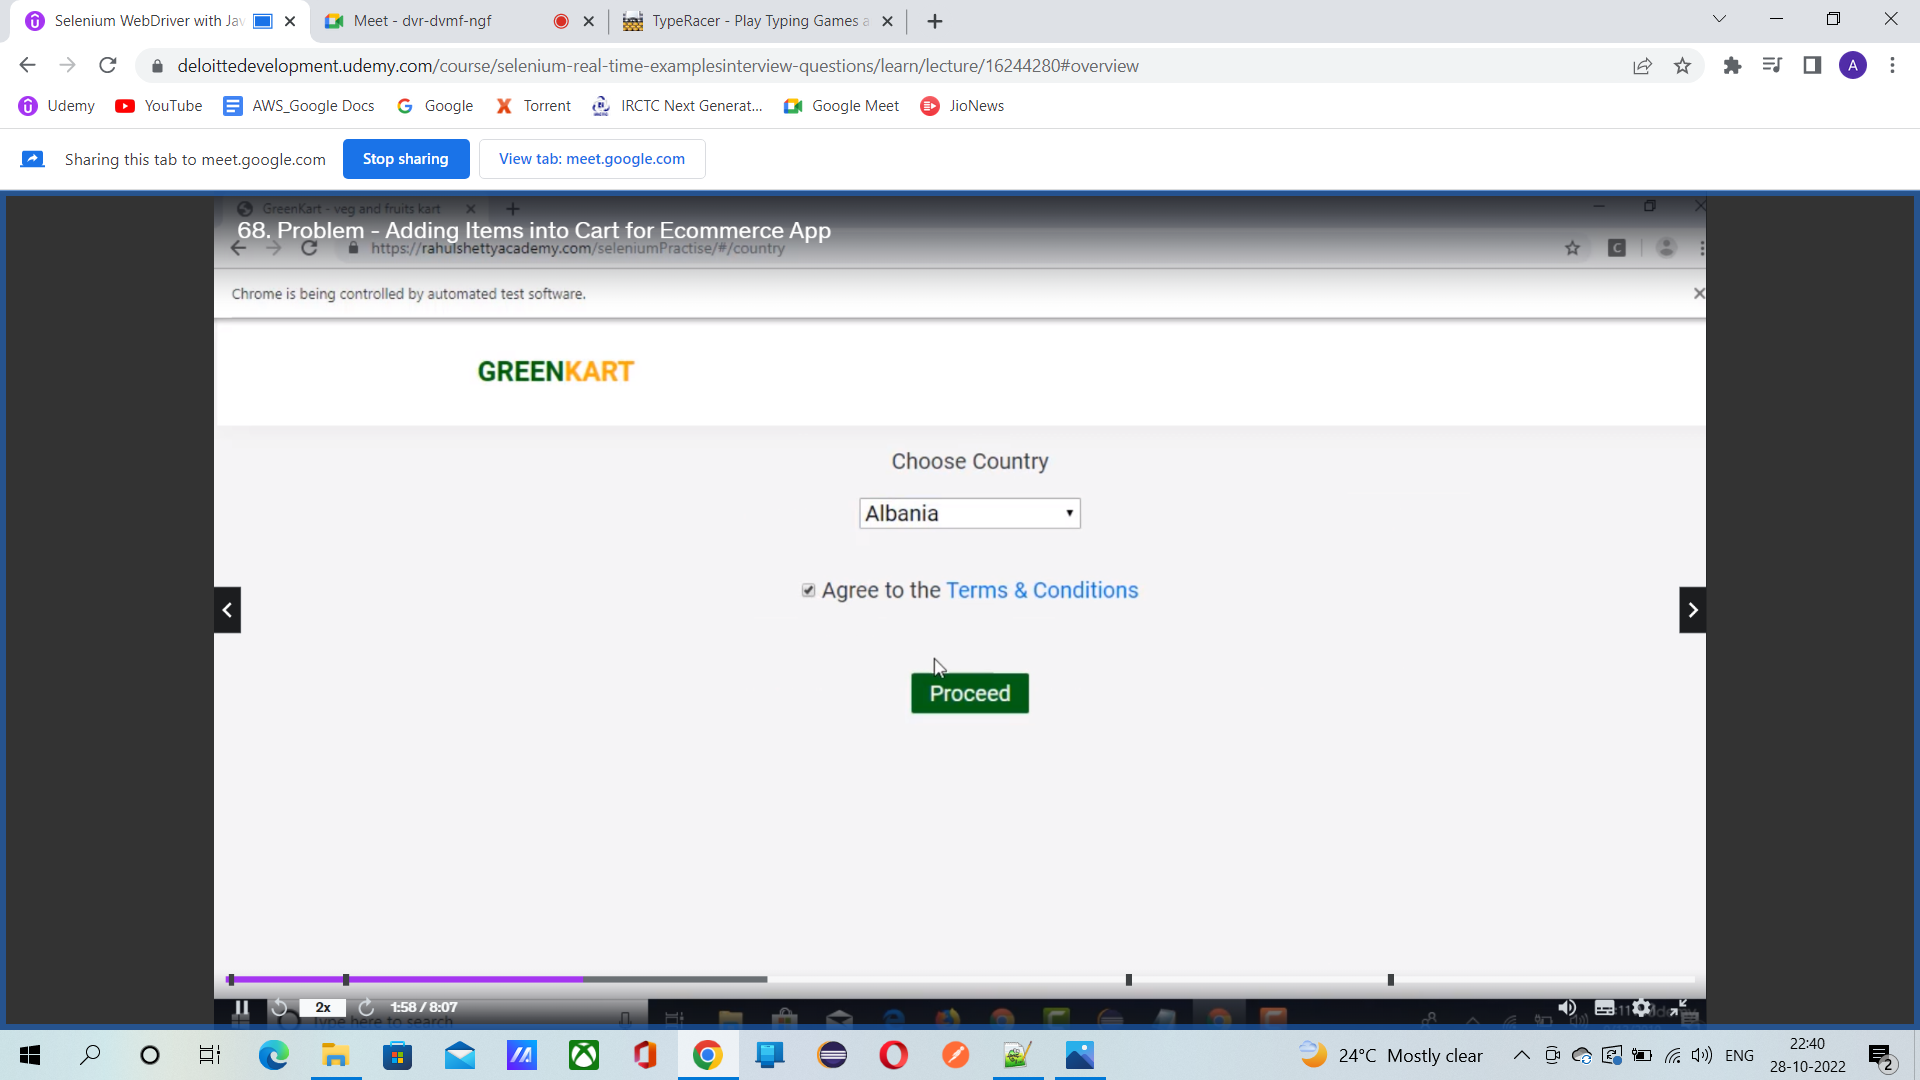 Selenium WebDriver with Jav
Meet - dvr-dvmf-ngf
TypeRacer - Play Typing Games a
deloittedevelopment.udemy.com/course/selenium-real-time-examplesinterview-questions/learn/lecture/16244280#overview
A
Udemy
YouTube
AWS_Google Docs
Google
Torrent
IRCTC Next Generat...
Google Meet
JioNews
Sharing this tab to meet.google.com
Stop sharing
View tab: meet.google.com
GreenKart - veg and fruits kart
68. Problem - Adding Items into Cart for Ecommerce App
https://rahulshettyacademy.com/seleniumPractise/#/country
C
Chrome is being controlled by automated test software.
GREENKART
Choose Country
Albania
Agree to the Terms & Conditions
Proceed
2x
1:58 / 8:07
Type here to search
24°C Mostly clear
ENG
22:40
28-10-2022
2